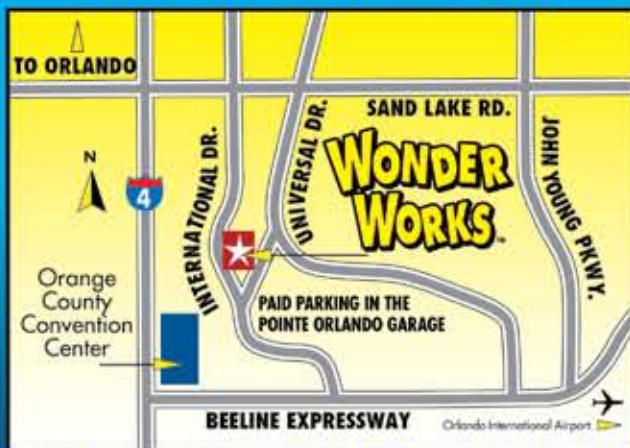 TO ORLANDO
SAND LAKE RD.
N
4
INTERNATIONAL DR.
UNIVERSAL DR.
JOHN YOUNG PKWY.
WONDER
WORKS™
Orange
County
Convention
Center
PAID PARKING IN THE
POINTE ORLANDO GARAGE
BEELINE EXPRESSWAY
Orlando International Airport